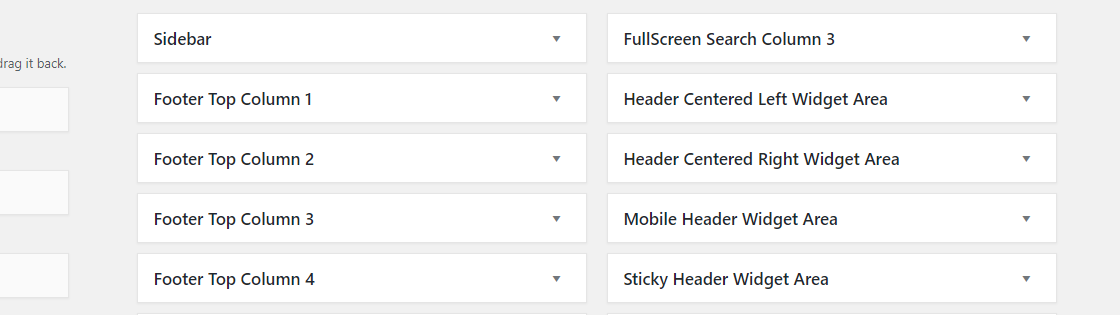 drag it back.
Sidebar
Footer Top Column 1
Footer Top Column 2
Footer Top Column 3
Footer Top Column 4
FullScreen Search Column 3
Header Centered Left Widget Area
Header Centered Right Widget Area
Mobile Header Widget Area
Sticky Header Widget Area